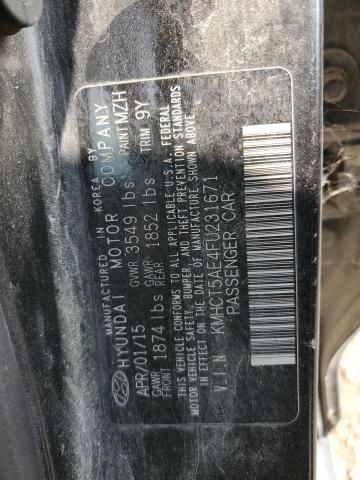 MANUFACTURED IN KOREA BY
HYUNDAI MOTOR COMPANY
APR/01/15 GVWR 3549 lbs PAINT MZH
GAWR FRONT 1874 lbs GAWR REAR 1852 lbs TRIM 9Y
THIS VEHICLE CONFORMS TO ALL APPLICABLE U.S.A. FEDERAL
MOTOR VEHICLE SAFETY, BUMPER, AND THEFT PREVENTION STANDARDS
IN EFFECT ON THE DATE OF MANUFACTURE SHOWN ABOVE.
V.I.N KMHCT5AE4FU231671
PASSENGER CAR